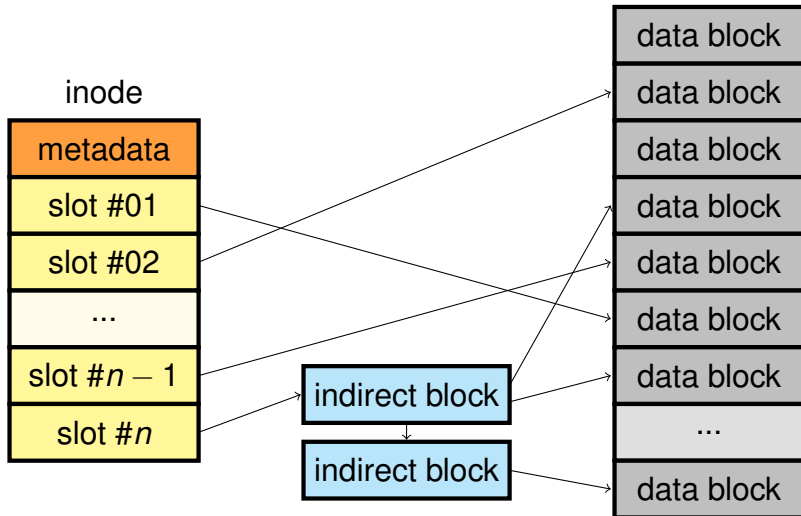 inode
metadata
slot #01
slot #02
...
slot #n − 1
slot #n
indirect block
indirect block
data block
data block
data block
data block
data block
data block
data block
...
data block